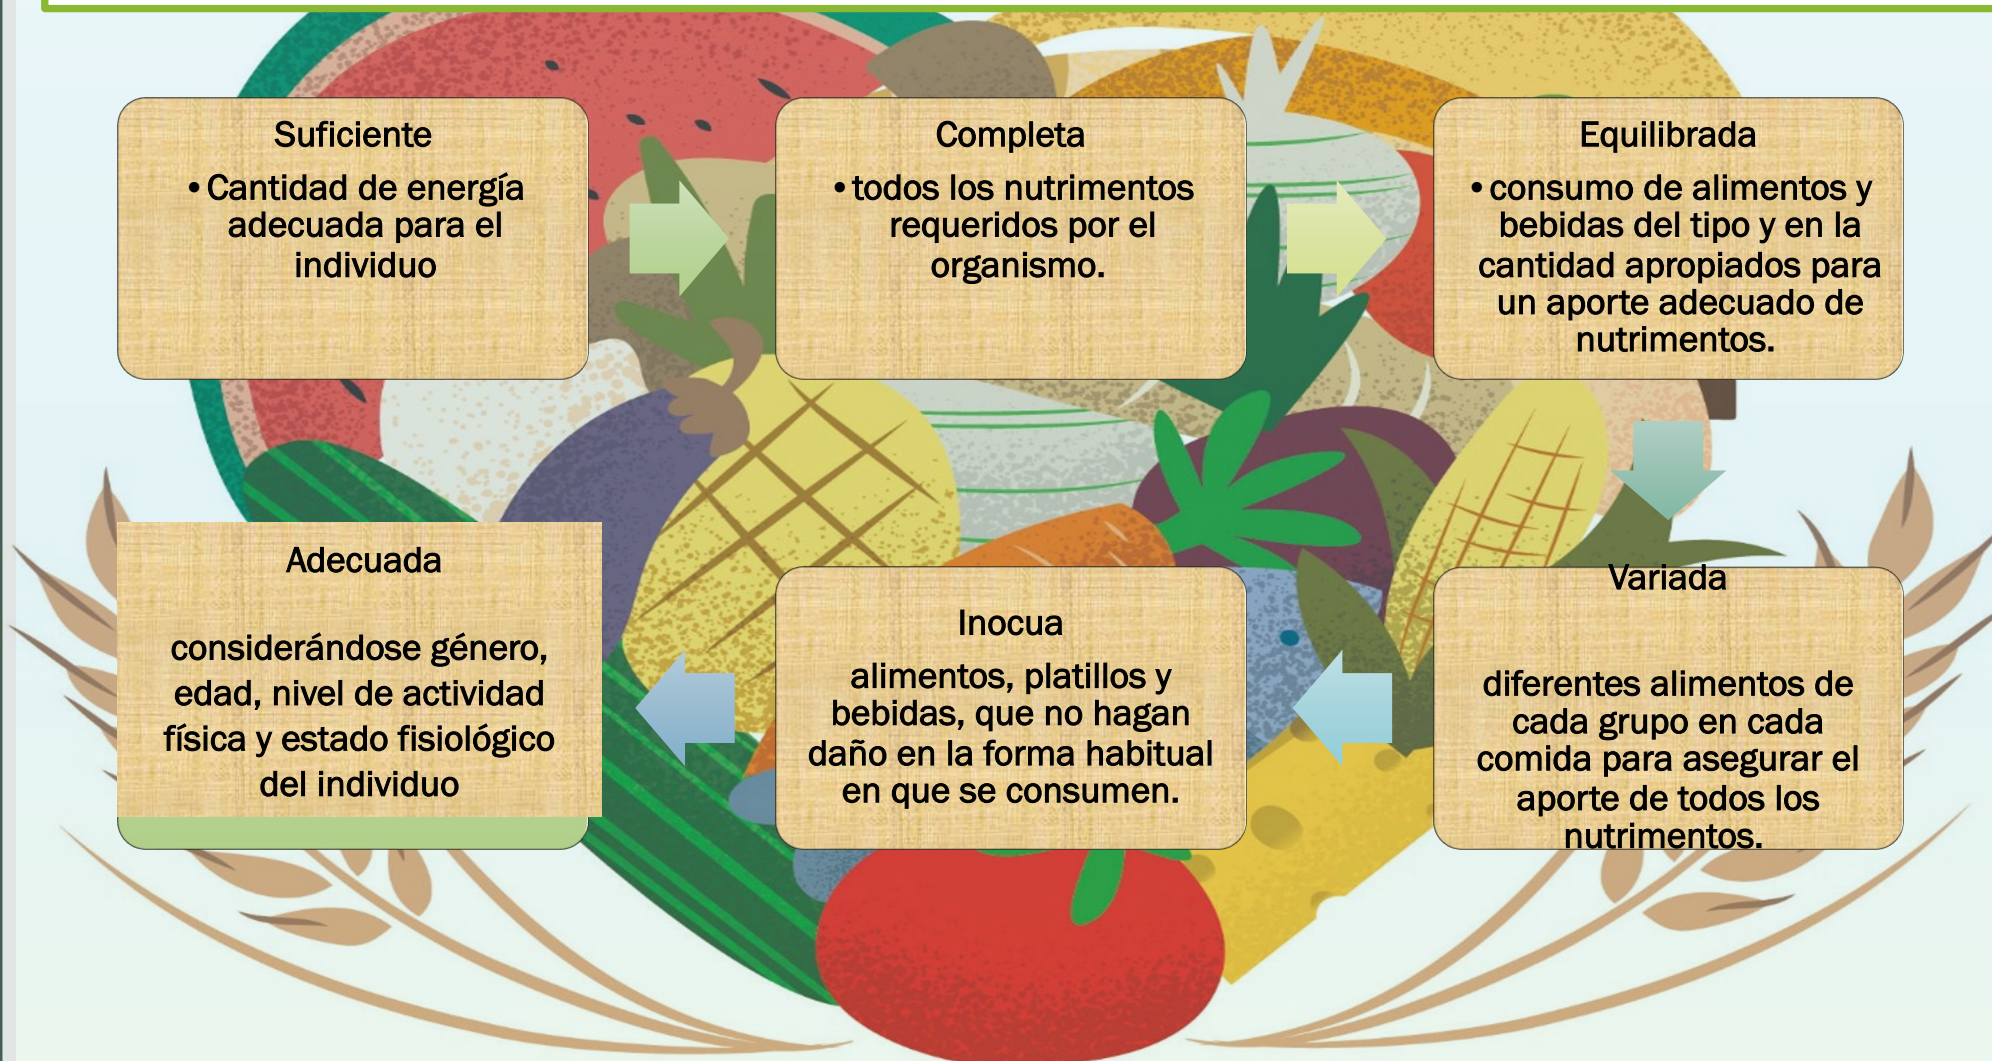 Suficiente
•Cantidad de energía
adecuada para el
individuo
Completa
•todos los nutrimentos
requeridos por el
organismo.
Equilibrada
•consumo de alimentos y
bebidas del tipo y en la
cantidad apropiados para
un aporte adecuado de
nutrimentos.
Variada
diferentes alimentos de
cada grupo en cada
comida para asegurar el
aporte de todos los
nutrimentos.
Inocua
alimentos, platillos y
bebidas, que no hagan
daño en la forma habitual
en que se consumen.
Adecuada
considerándose género,
edad, nivel de actividad
física y estado fisiológico
del individuo